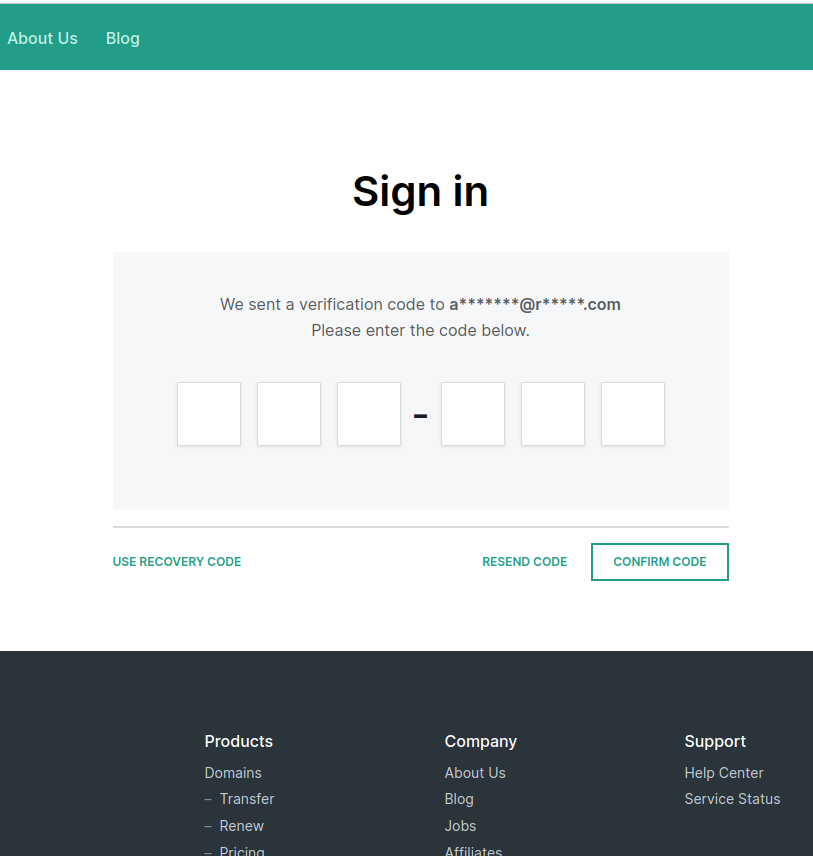 About Us Blog
Sign in
We sent a verification code to a*******@r*****.com
Please enter the code below.
–
USE RECOVERY CODE RESEND CODE CONFIRM CODE
Products Company Support
Domains About Us Help Center
– Transfer Blog Service Status
– Renew Jobs
– Pricing Affiliates